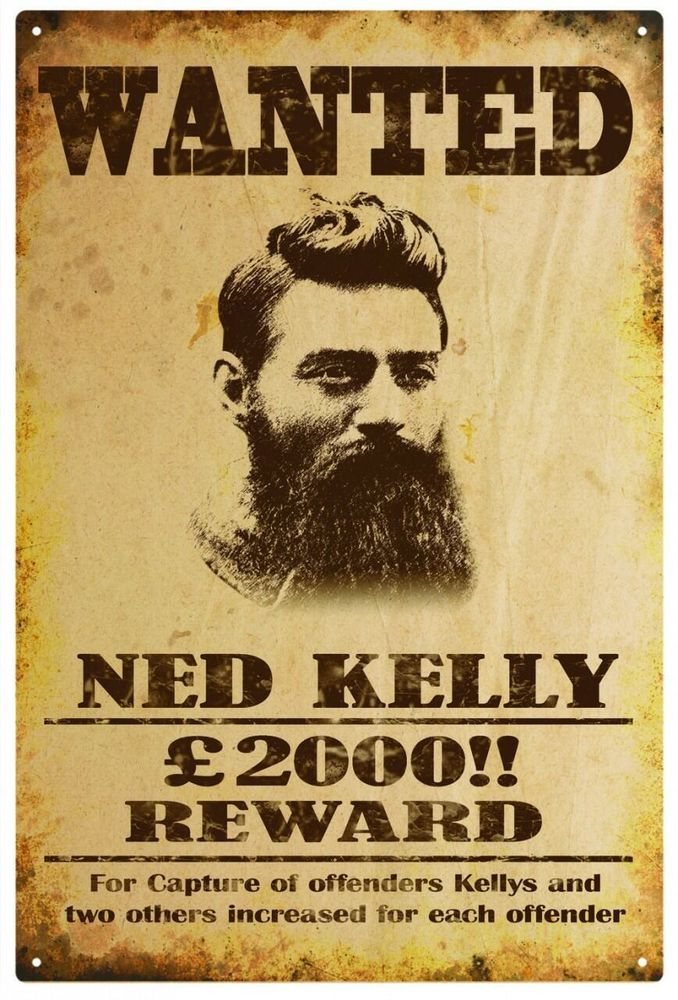 WANTED
NED KELLY
£2000!!
REWARD
For Capture of offenders Kellys and
two others increased for each offender